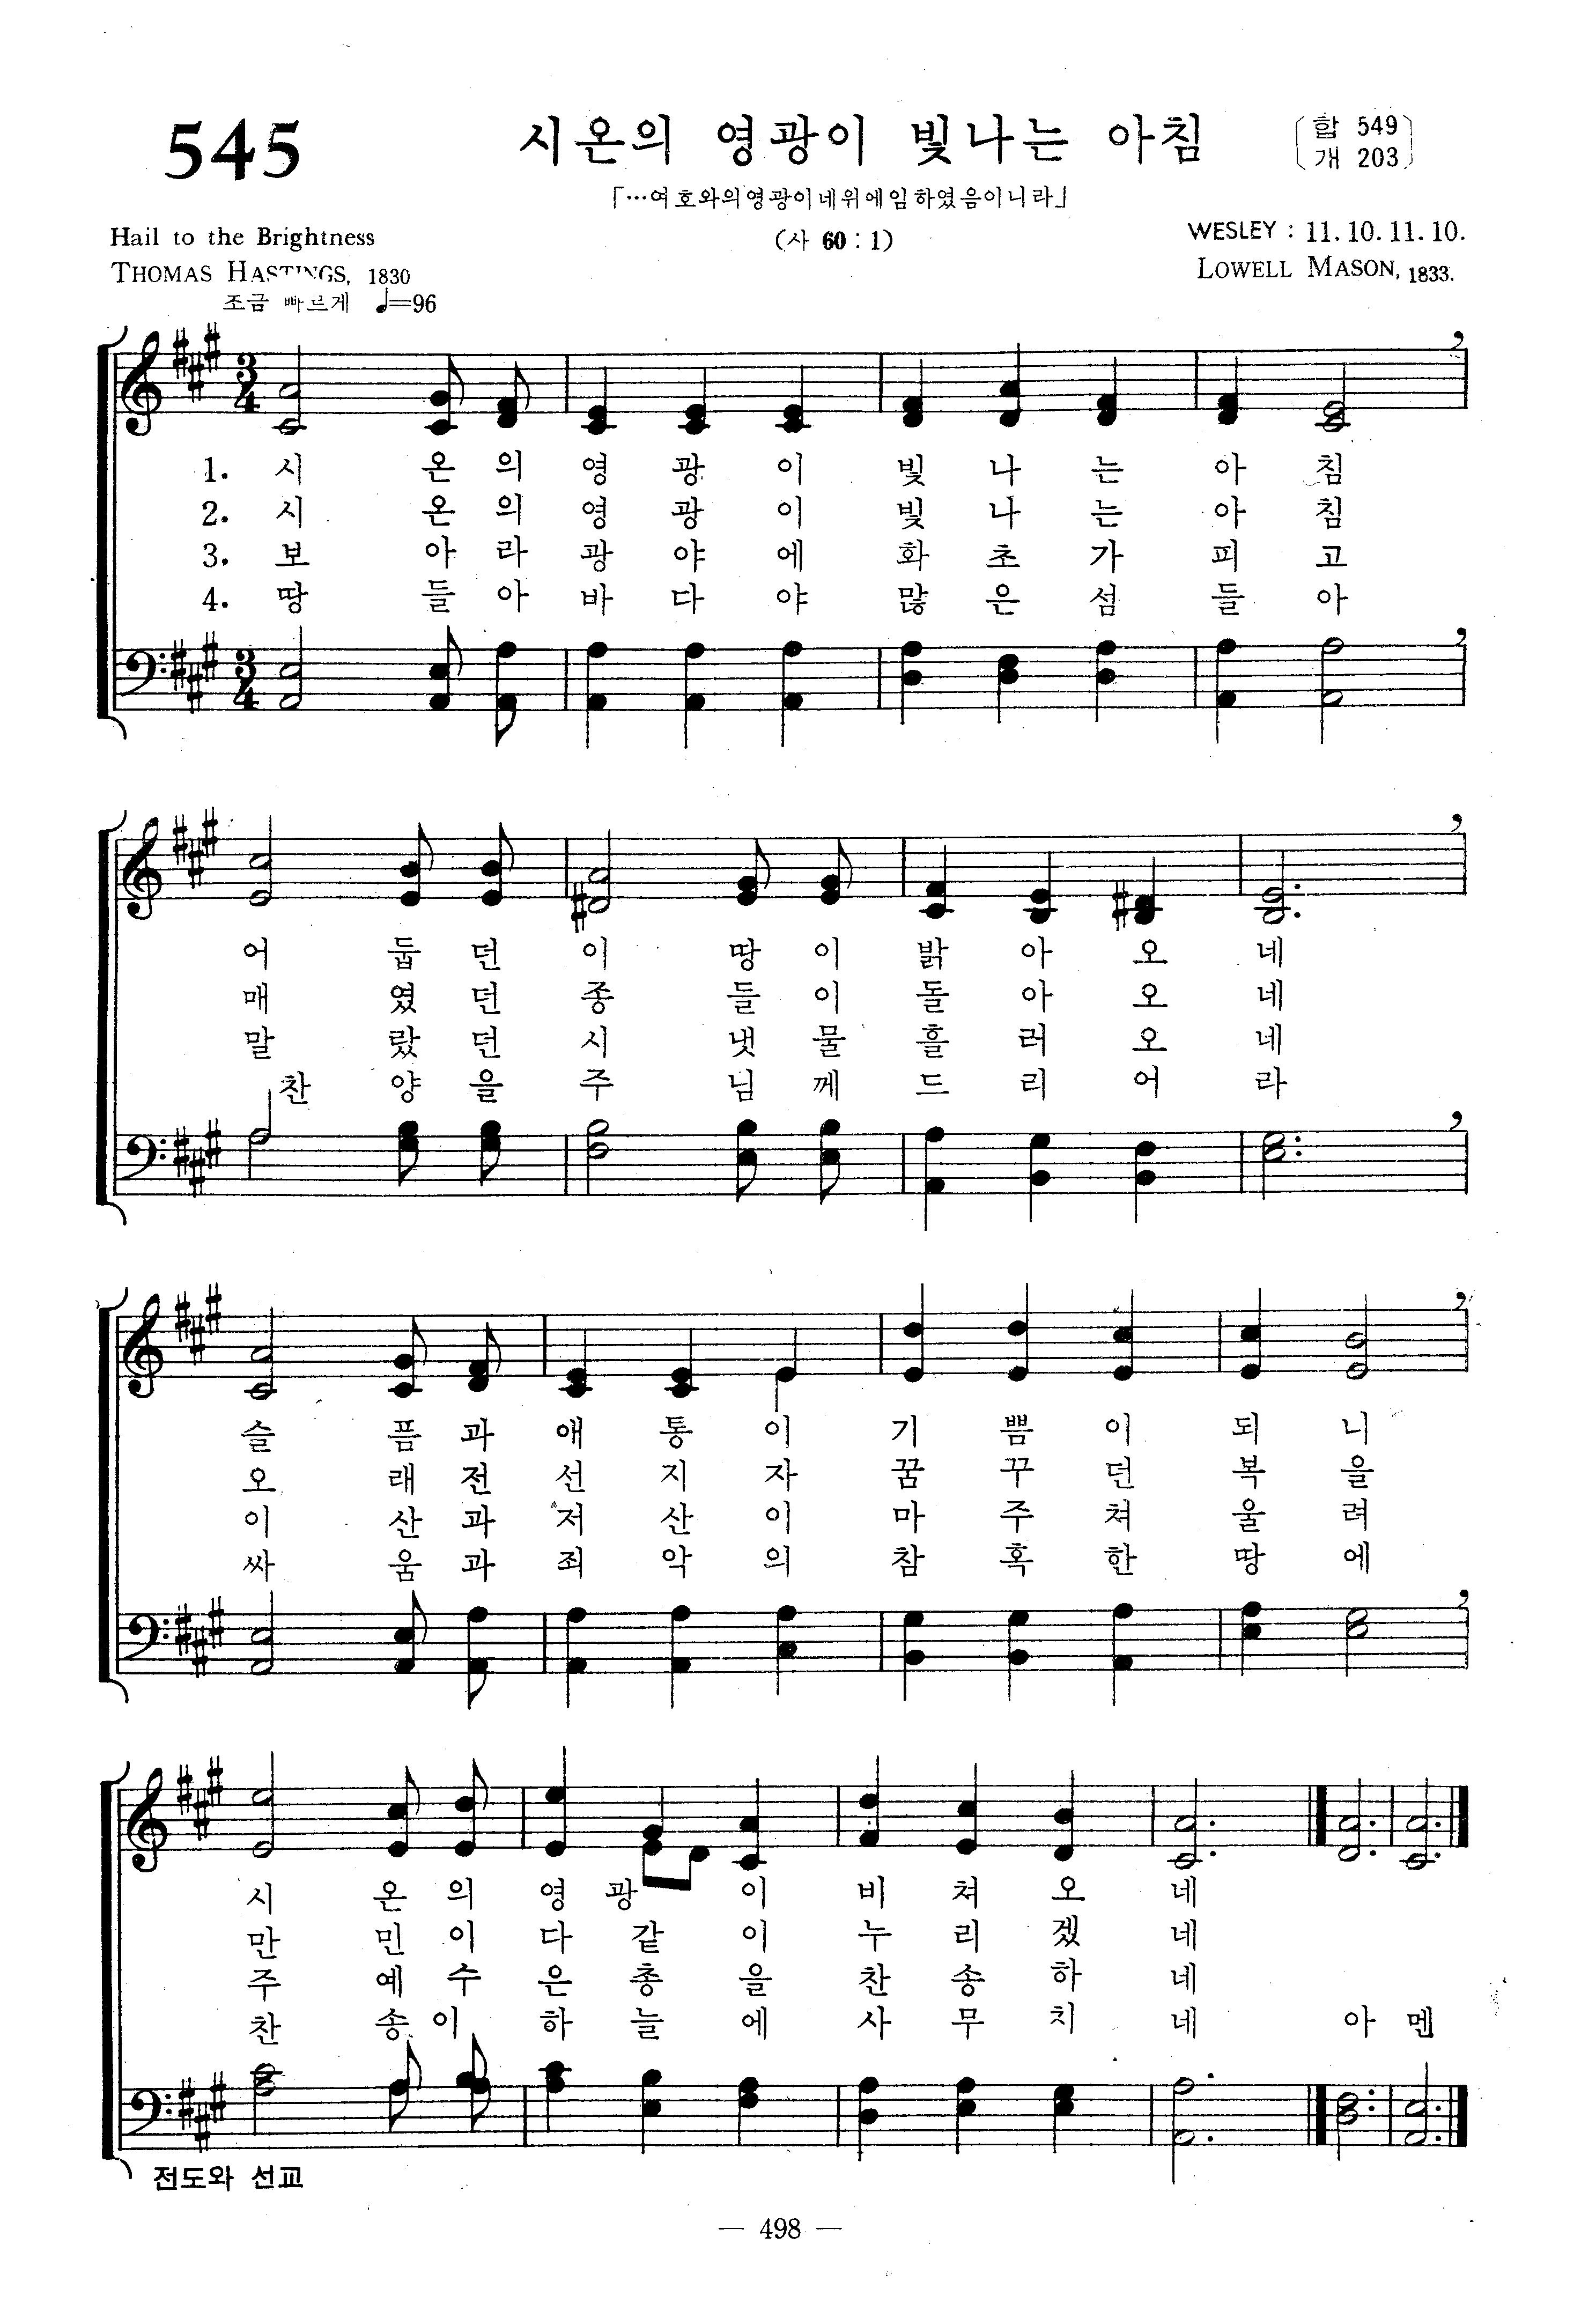 545
시온의 영광이 빛나는 아침
〔합 549〕
〔개 203〕
「…여호와의영광이네위에임하였음이니라」
(사 60 : 1)
Hail to the Brightness
THOMAS HASTINGS, 1830
WESLEY : 11. 10. 11. 10.
LOWELL MASON, 1833.
조금 빠르게 ♩=96
3/4
1. 시 온 의 영 광 이 빛 나 는 아 침
2. 시 온 의 영 광 이 빛 나 는 아 침
3. 보 아 라 광 야 에 화 초 가 피 고
4. 땅 들 아 바 다 야 많 은 섬 들 아
3/4
어 둡 던 이 땅 이 밝 아 오 네
매 였 던 종 들 이 돌 아 오 네
말 랐 던 시 냇 물 흘 러 오 네
찬 양 을 주 님 께 드 리 어 라
슬 픔 과 애 통 이 기 쁨 이 되 니
오 래 전 선 지 자 꿈 꾸 던 복 을
이 산 과 저 산 이 마 주 쳐 울 려
싸 움 과 죄 악 의 참 혹 한 땅 에
시 온 의 영 광 이 비 쳐 오 네
만 민 이 다 같 이 누 리 겠 네
주 예 수 은 총 을 찬 송 하 네
찬 송 이 하 늘 에 사 무 치 네 아 멘
전도와 선교
— 498 —